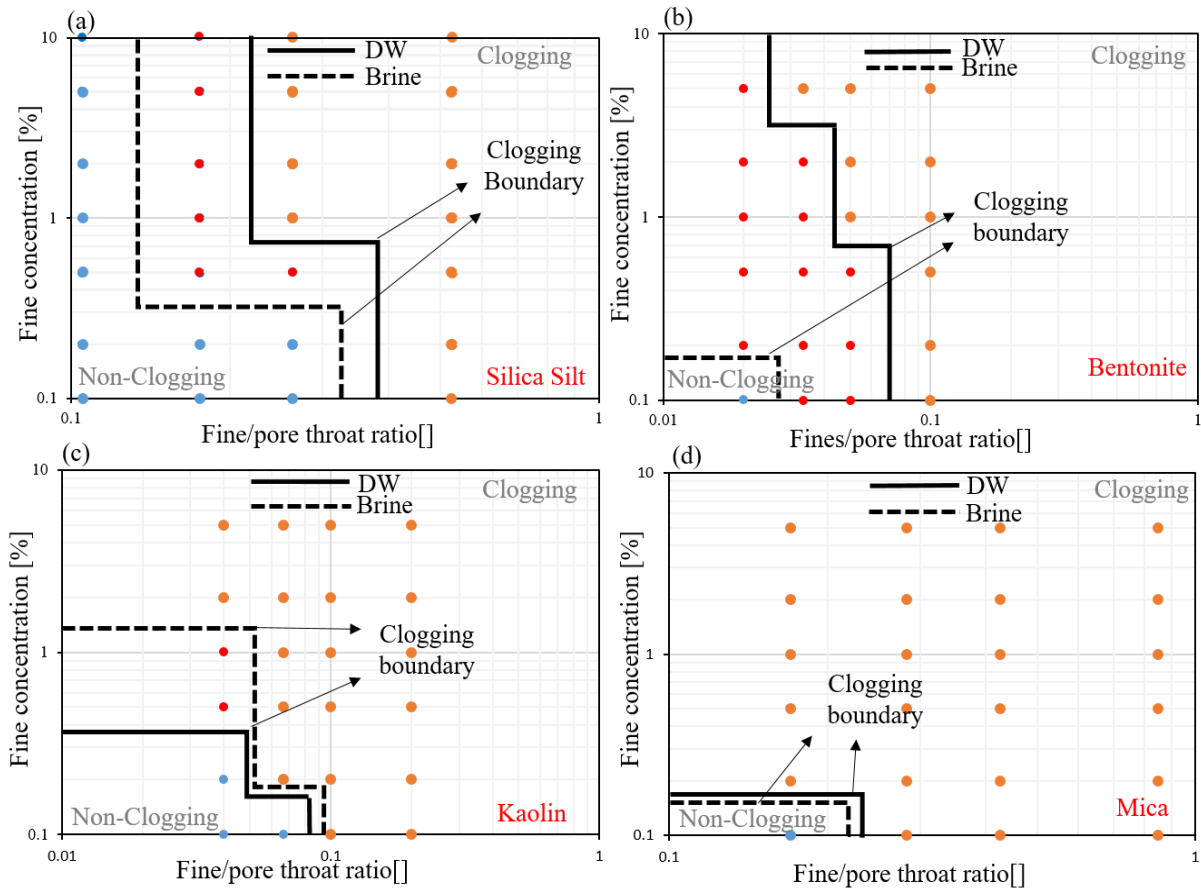 (a)
10
DW
Brine
Clogging
Clogging
Boundary
1
Fine concentration [%]
Non-Clogging
Silica Silt
0.1
0.1
1
Fine/pore throat ratio[]
(b)
10
DW
Brine
Clogging
Clogging
boundary
1
Fine concentration [%]
Non-Clogging
Bentonite
0.1
0.01
0.1
1
Fines/pore throat ratio[]
(c)
10
DW
Brine
Clogging
Clogging
boundary
1
Fine concentration [%]
Non-Clogging
Kaolin
0.1
0.01
0.1
1
Fine/pore throat ratio[]
(d)
10
DW
Brine
Clogging
Clogging
boundary
1
Fine concentration [%]
Non-Clogging
Mica
0.1
0.1
1
Fine/pore throat ratio[]